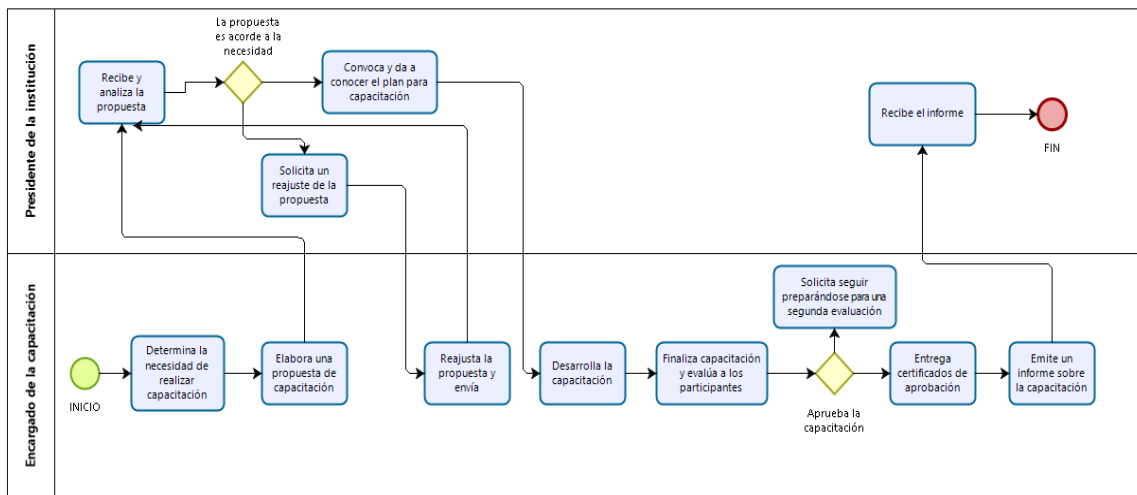 Presidente de la institución
La propuesta
es acorde a la
necesidad
Recibe y
analiza la
propuesta
Convoca y da a
conocer el plan para
capacitación
Solicita un
reajuste de la
propuesta
Recibe el informe
FIN
Encargado de la capacitación
INICIO
Determina la
necesidad de
realizar
capacitación
Elabora una
propuesta de
capacitación
Reajusta la
propuesta y
envía
Desarrolla la
capacitación
Finaliza capacitación
y evalúa a los
participantes
Solicita seguir
preparándose para una
segunda evaluación
Aprueba la
capacitación
Entrega
certificados de
aprobación
Emite un
informe sobre
la capacitación